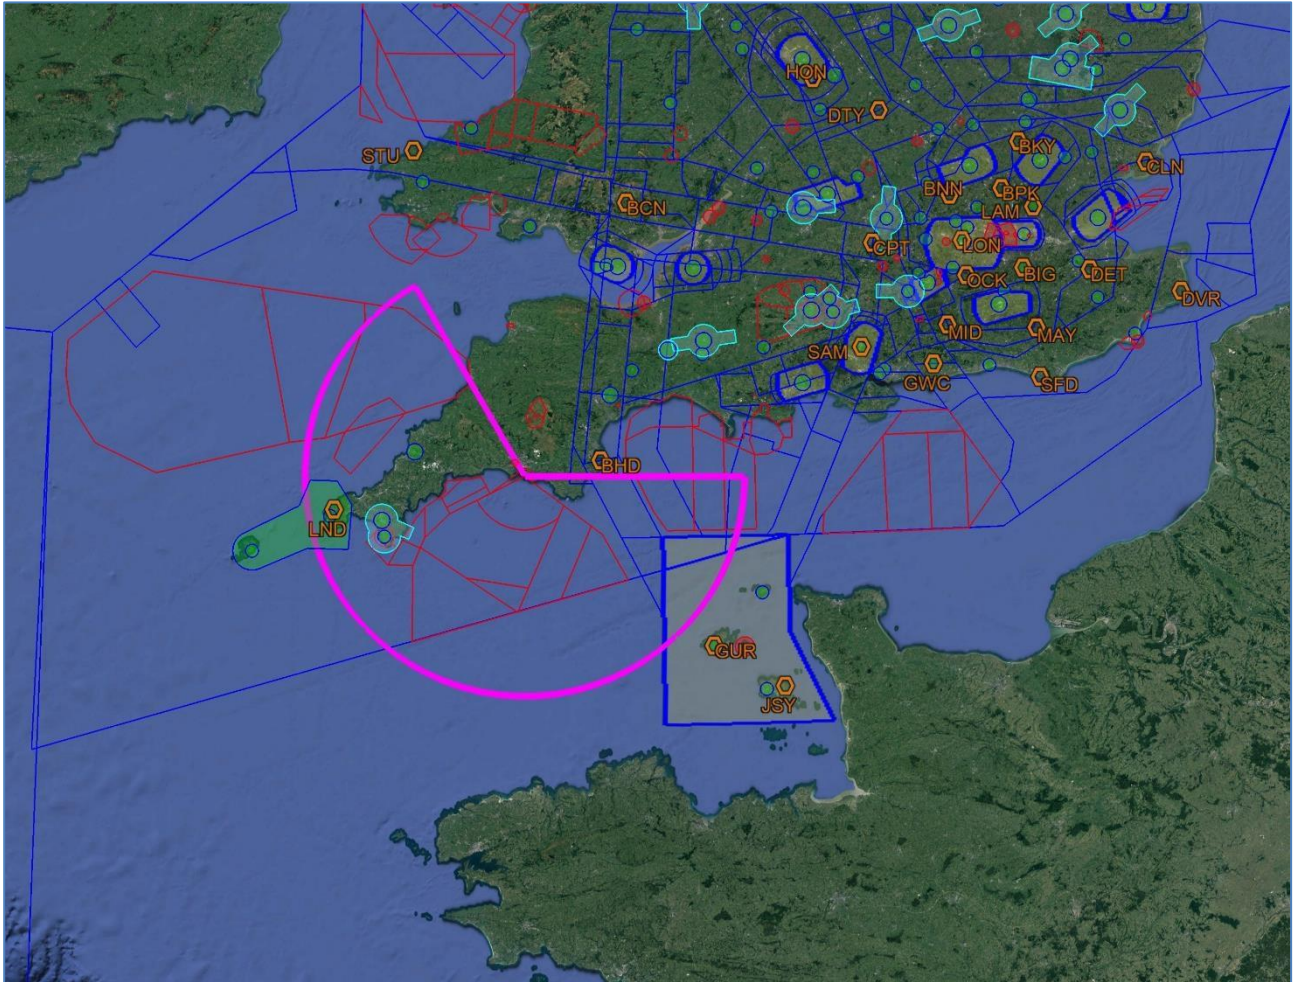 HON
DTY
STU
BKY
CLN
BNN
BPK
BCN
LAM
CPT
LON
OCK
BIG
DET
DVR
MID
MAY
SAM
GWC
SFD
BHD
LND
GUR
JSY